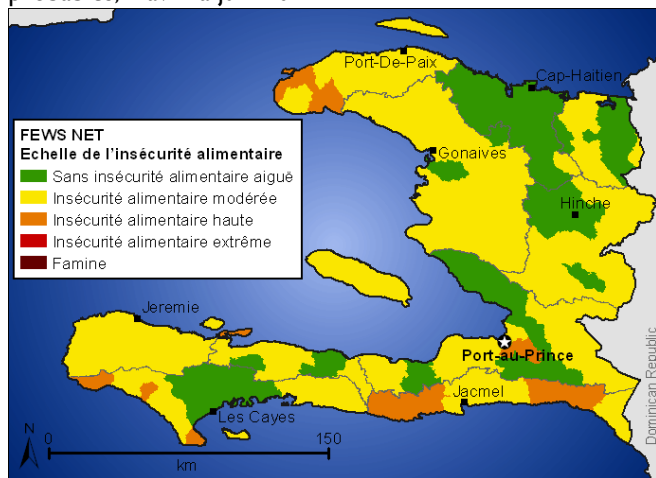 Port-De-Paix
Cap-Haïtien
FEWS NET
Echelle de l'insécurité alimentaire
Sans insécurité alimentaire aiguë
Insécurité alimentaire modérée
Insécurité alimentaire haute
Insécurité alimentaire extrême
Famine
Gonaives
Hinche
Jeremie
Port-au-Prince
Jacmel
Les Cayes
Dominican Republic
N
0 150
km